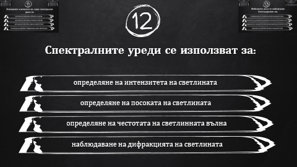 12
Спектралните уреди се използват за:
определяне на интензитета на светлината
определяне на посоката на светлината
определяне на честотата на светлинната вълна
наблюдаване на дифракцията на светлината